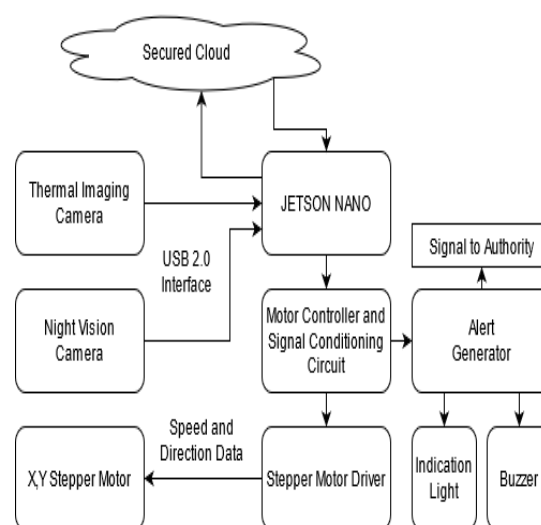 Secured Cloud
Thermal Imaging
Camera
JETSON NANO
USB 2.0
Interface
Signal to Authority
Night Vision
Camera
Motor Controller and
Signal Conditioning
Circuit
Alert
Generator
Speed and
Direction Data
X,Y Stepper Motor
Stepper Motor Driver
Indication
Light
Buzzer